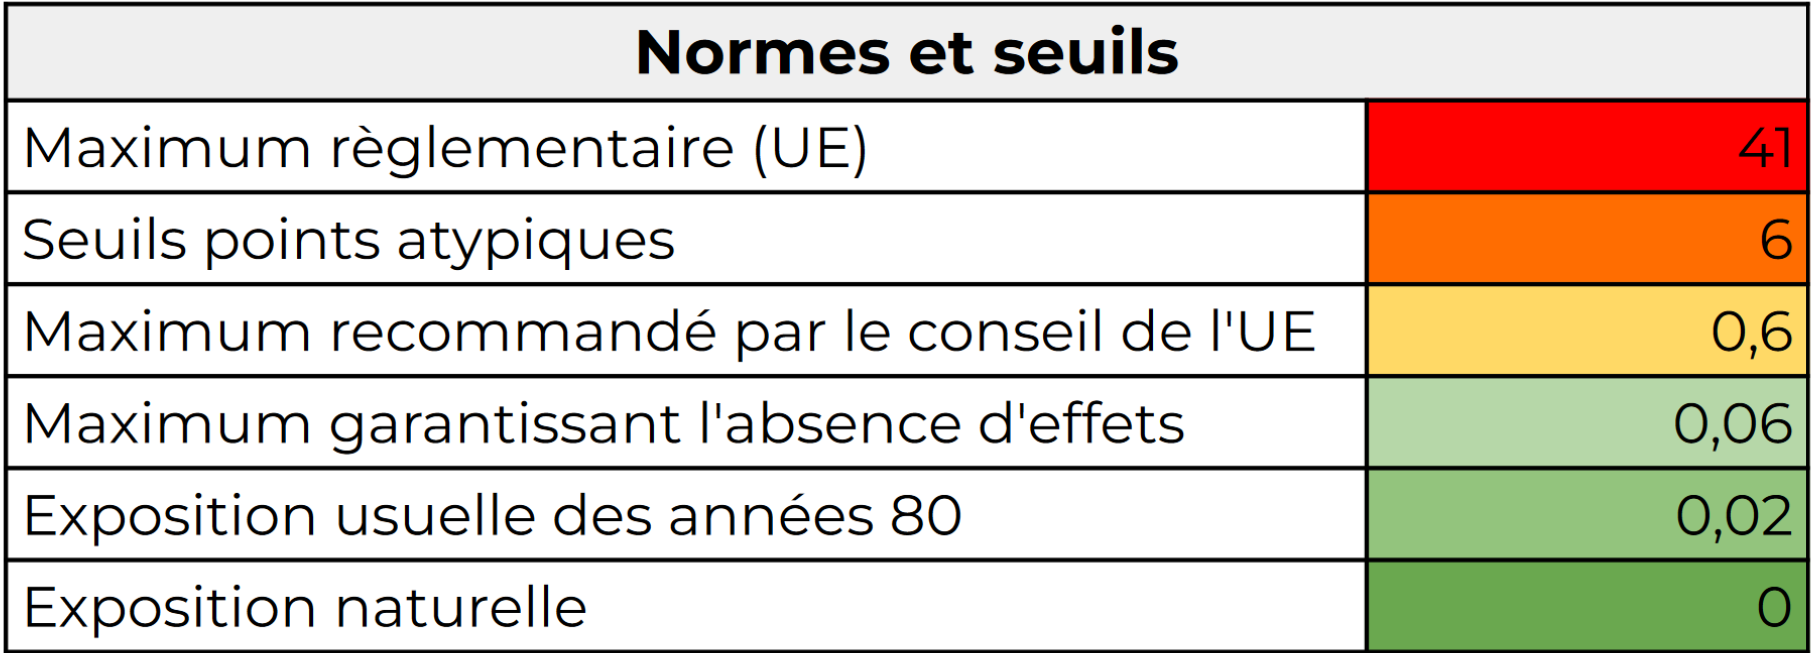 Normes et seuils
Maximum règlementaire (UE) 41
Seuils points atypiques 6
Maximum recommandé par le conseil de l'UE 0,6
Maximum garantissant l'absence d'effets 0,06
Exposition usuelle des années 80 0,02
Exposition naturelle 0